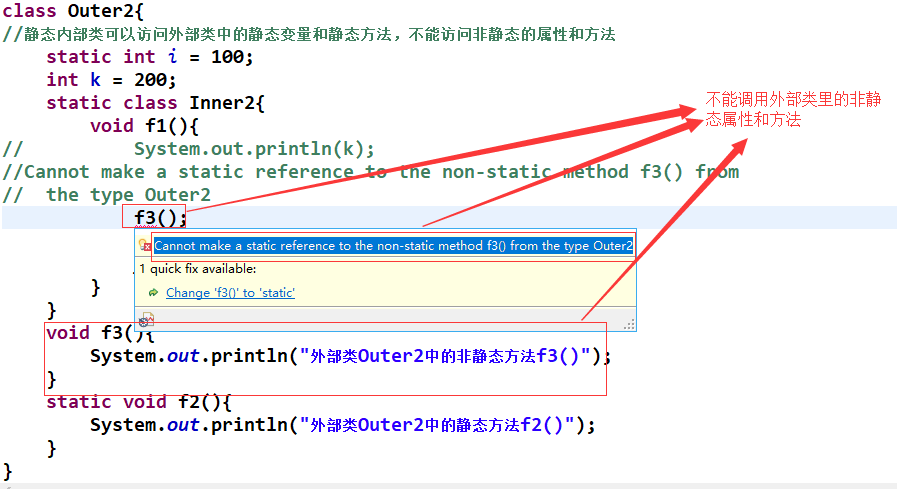 class Outer2{
//静态内部类可以访问外部类中的静态变量和静态方法，不能访问非静态的属性和方法
static int i = 100;
int k = 200;
static class Inner2{
不能调用外部类里的非静
态属性和方法
void f1(){
// System.out.println(k);
//Cannot make a static reference to the non-static method f3() from
// the type Outer2
f3();
Cannot make a static reference to the non-static method f3() from the type Outer2
1 quick fix available:
Change 'f3()' to 'static'
}
}
void f3(){
System.out.println("外部类Outer2中的非静态方法f3()");
}
static void f2(){
System.out.println("外部类Outer2中的静态方法f2()");
}
}